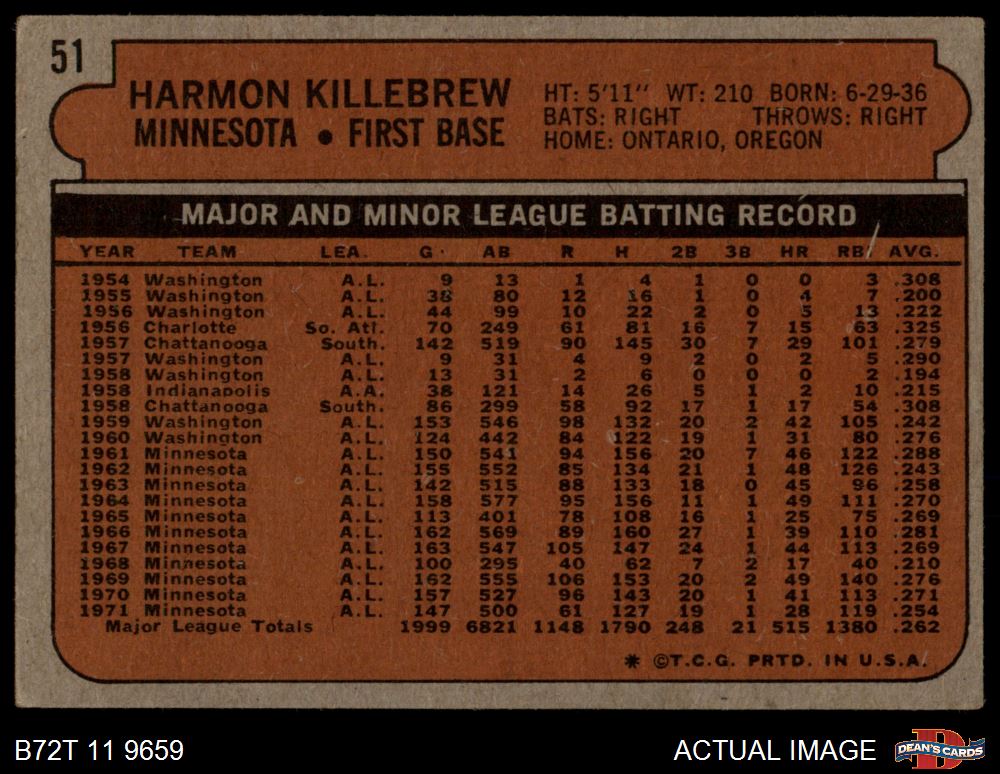 51
HARMON KILLEBREW
MINNESOTA • FIRST BASE
HT: 5'11" WT: 210 BORN: 6-29-36
BATS: RIGHT THROWS: RIGHT
HOME: ONTARIO, OREGON
MAJOR AND MINOR LEAGUE BATTING RECORD
YEAR TEAM LEA. G AB R H 2B 3B HR RBI AVG.
1954 Washington A.L. 9 13 1 4 1 0 0 3 .308
1955 Washington A.L. 38 80 12 16 1 0 4 7 .200
1956 Washington A.L. 44 99 10 22 2 0 5 13 .222
1956 Charlotte So. Atl. 70 249 61 81 16 7 15 63 .325
1957 Chattanooga South. 142 519 90 145 30 7 29 101 .279
1957 Washington A.L. 9 31 4 9 2 0 2 5 .290
1958 Washington A.L. 13 31 2 6 0 0 0 2 .194
1958 Indianapolis A.A. 38 121 14 26 5 1 2 10 .215
1958 Chattanooga South. 86 299 58 92 17 1 17 54 .308
1959 Washington A.L. 153 546 98 132 20 2 42 105 .242
1960 Washington A.L. 124 442 84 122 19 1 31 80 .276
1961 Minnesota A.L. 150 541 94 156 20 7 46 122 .288
1962 Minnesota A.L. 155 552 85 134 21 1 48 126 .243
1963 Minnesota A.L. 142 515 88 133 18 0 45 96 .258
1964 Minnesota A.L. 158 577 95 156 11 1 49 111 .270
1965 Minnesota A.L. 113 401 78 108 16 1 25 75 .269
1966 Minnesota A.L. 162 569 89 160 27 1 39 110 .281
1967 Minnesota A.L. 163 547 105 147 24 1 44 113 .269
1968 Minnesota A.L. 100 295 40 62 7 2 17 40 .210
1969 Minnesota A.L. 162 555 106 153 20 2 49 140 .276
1970 Minnesota A.L. 157 527 96 143 20 1 41 113 .271
1971 Minnesota A.L. 147 500 61 127 19 1 28 119 .254
Major League Totals 1999 6821 1148 1790 248 21 515 1380 .262
* ©T.C.G. PRTD. IN U.S.A.
B72T 11 9659 ACTUAL IMAGE DEAN'S CARDS